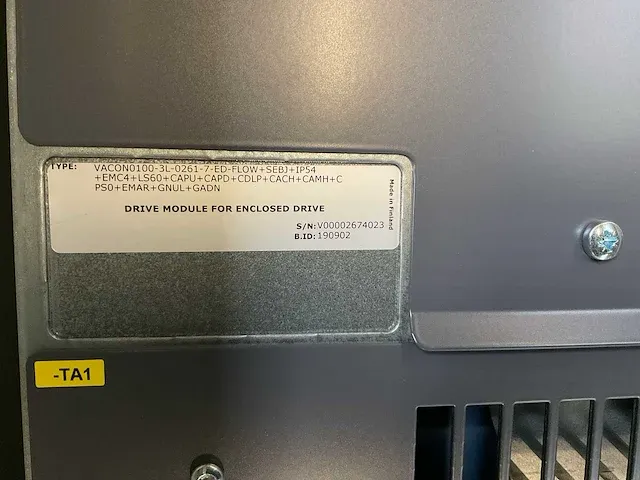 TYPE: VACON0100-3L-0261-7-ED-FLOW+SEBJ+IP54
+EMC4+LS60+CAPU+CAPD+CDLP+CACH+CAMH+C
PS0+EMAR+GNUL+GADN
DRIVE MODULE FOR ENCLOSED DRIVE
S/N:V00002674023
B.ID:190902
Made in Finland
-TA1